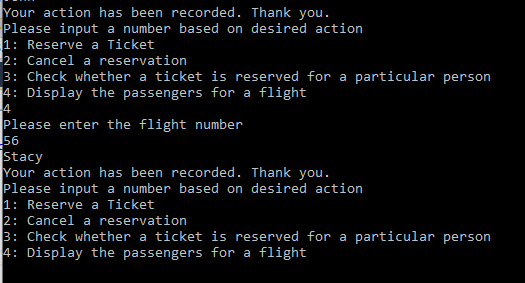 Your action has been recorded. Thank you.
Please input a number based on desired action
1: Reserve a Ticket
2: Cancel a reservation
3: Check whether a ticket is reserved for a particular person
4: Display the passengers for a flight
4
Please enter the flight number
56
Stacy
Your action has been recorded. Thank you.
Please input a number based on desired action
1: Reserve a Ticket
2: Cancel a reservation
3: Check whether a ticket is reserved for a particular person
4: Display the passengers for a flight